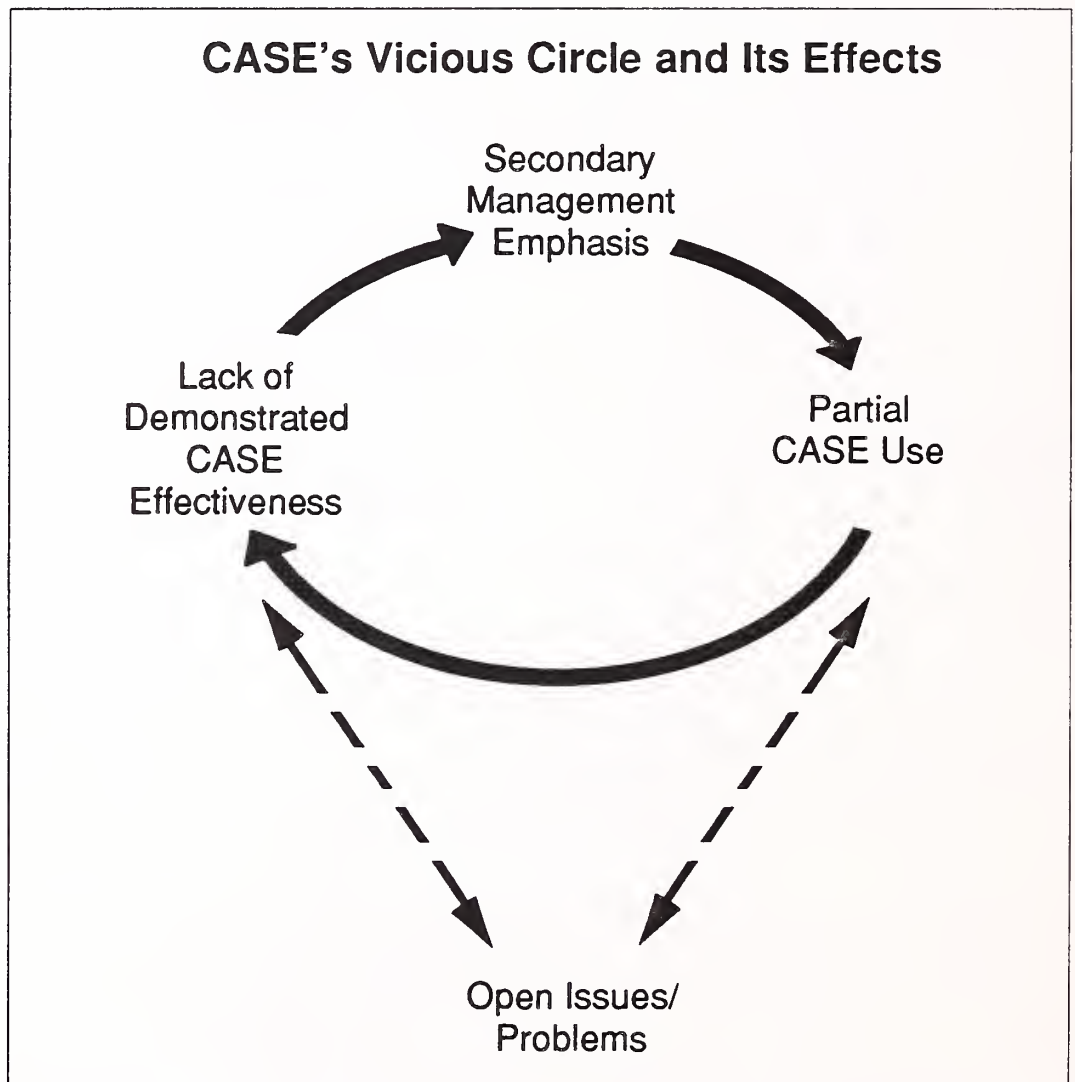 CASE's Vicious Circle and Its Effects
Secondary
Management
Emphasis
Lack of
Demonstrated
CASE
Effectiveness
Partial
CASE Use
Open Issues/
Problems